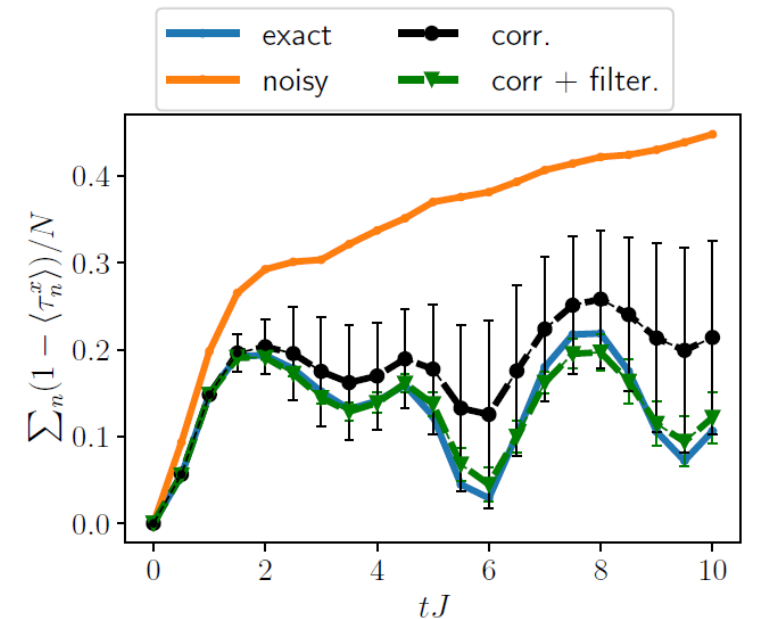 exact
corr.
noisy
corr + filter.
∑ₙ(1 − ⟨τₙˣ⟩)/N
0.4
0.3
0.2
0.1
0.0
0 2 4 6 8 10
tJ